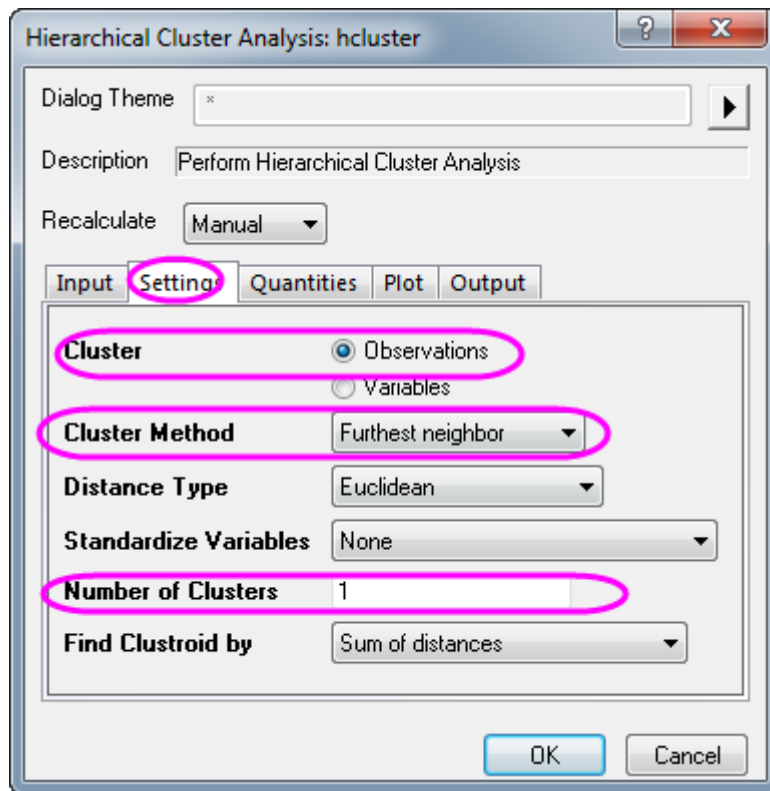 Hierarchical Cluster Analysis: hcluster
?
Dialog Theme *
Description Perform Hierarchical Cluster Analysis
Recalculate Manual
Input Settings Quantities Plot Output
Cluster Observations
Variables
Cluster Method Furthest neighbor
Distance Type Euclidean
Standardize Variables None
Number of Clusters 1
Find Clustroid by Sum of distances
OK Cancel